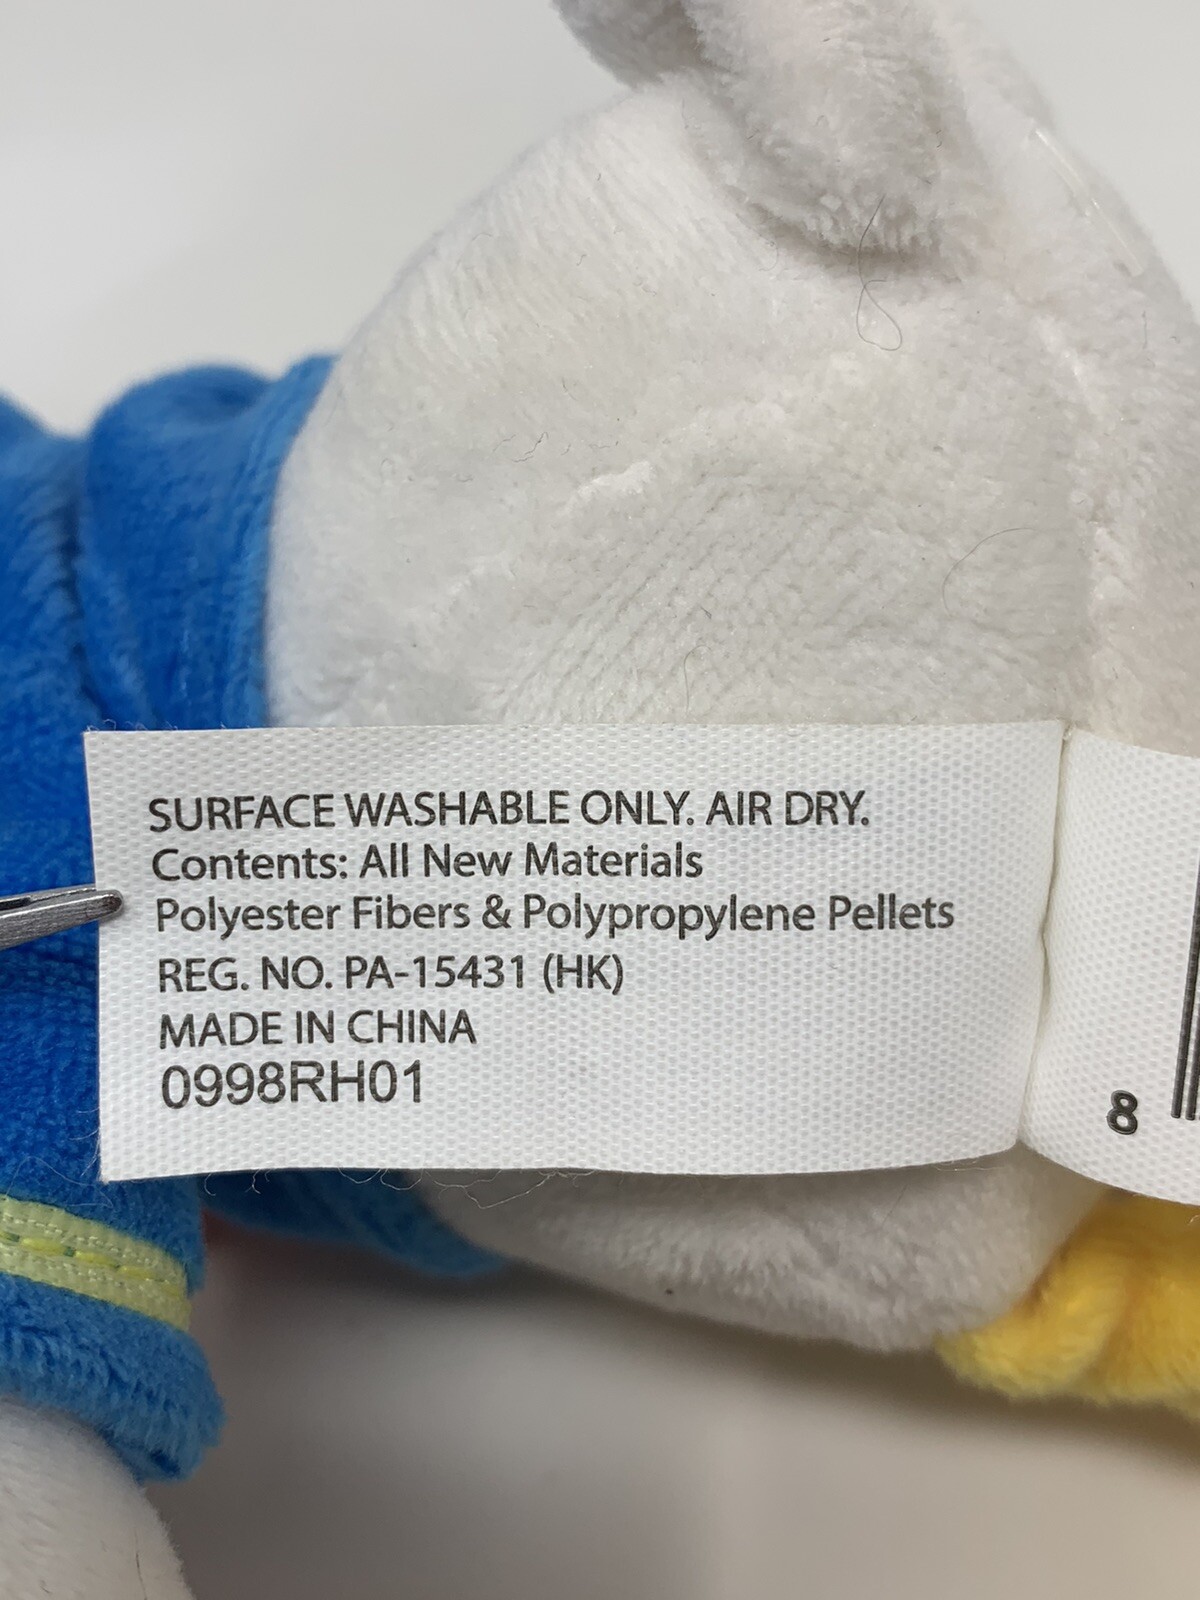 SURFACE WASHABLE ONLY. AIR DRY.
Contents: All New Materials
Polyester Fibers & Polypropylene Pellets
REG. NO. PA-15431 (HK)
MADE IN CHINA
0998RH01
8